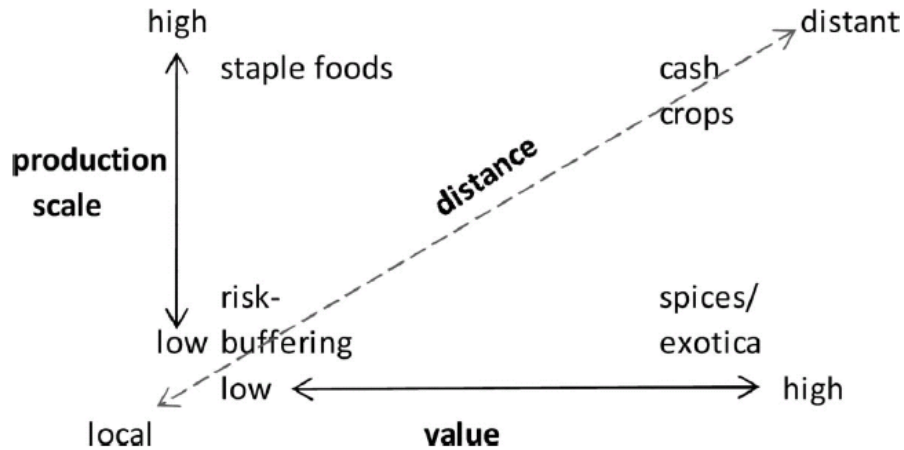 high
distant
staple foods
cash
crops
production
scale
distance
risk-
buffering
spices/
exotica
low
low
high
local
value